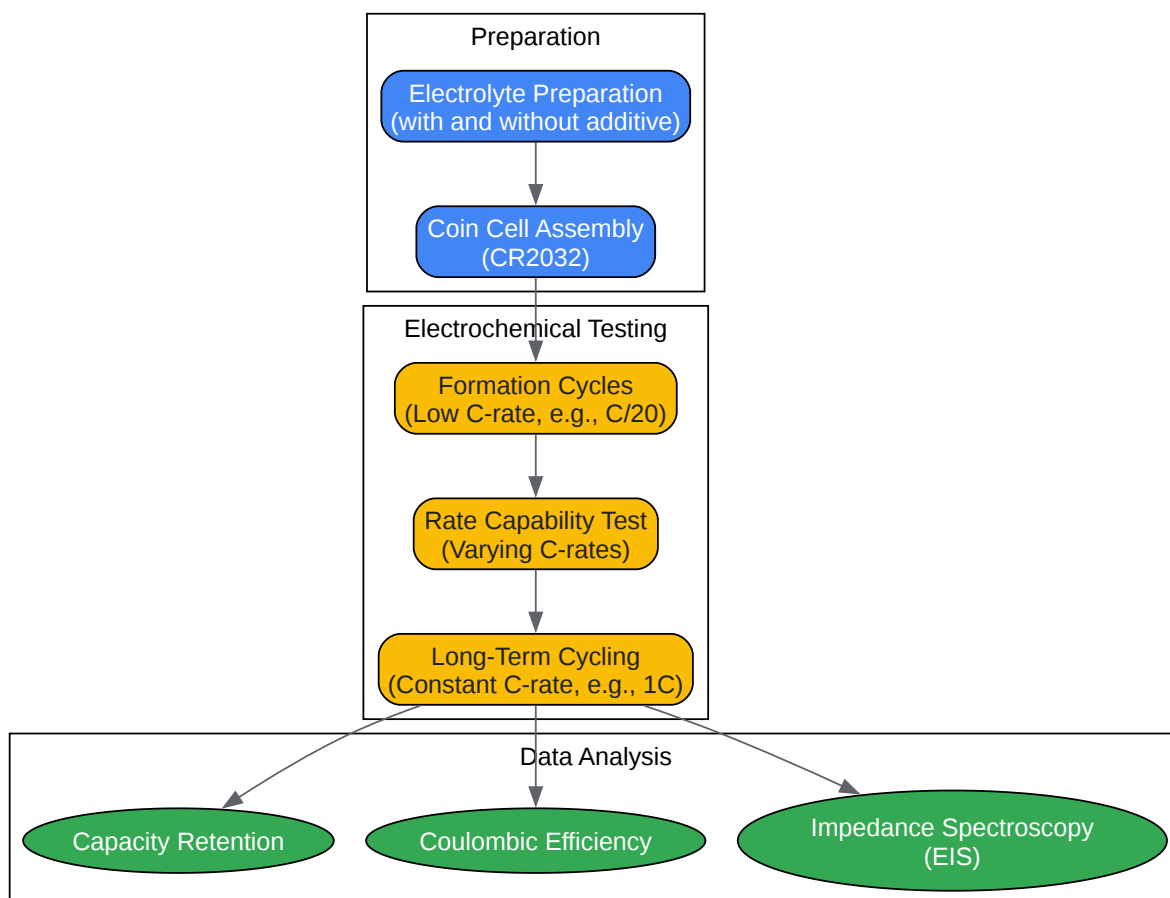 Preparation
Electrolyte Preparation
(with and without additive)
Coin Cell Assembly
(CR2032)
Electrochemical Testing
Formation Cycles
(Low C-rate, e.g., C/20)
Rate Capability Test
(Varying C-rates)
Long-Term Cycling
(Constant C-rate, e.g., 1C)
Data Analysis
Capacity Retention
Coulombic Efficiency
Impedance Spectroscopy
(EIS)